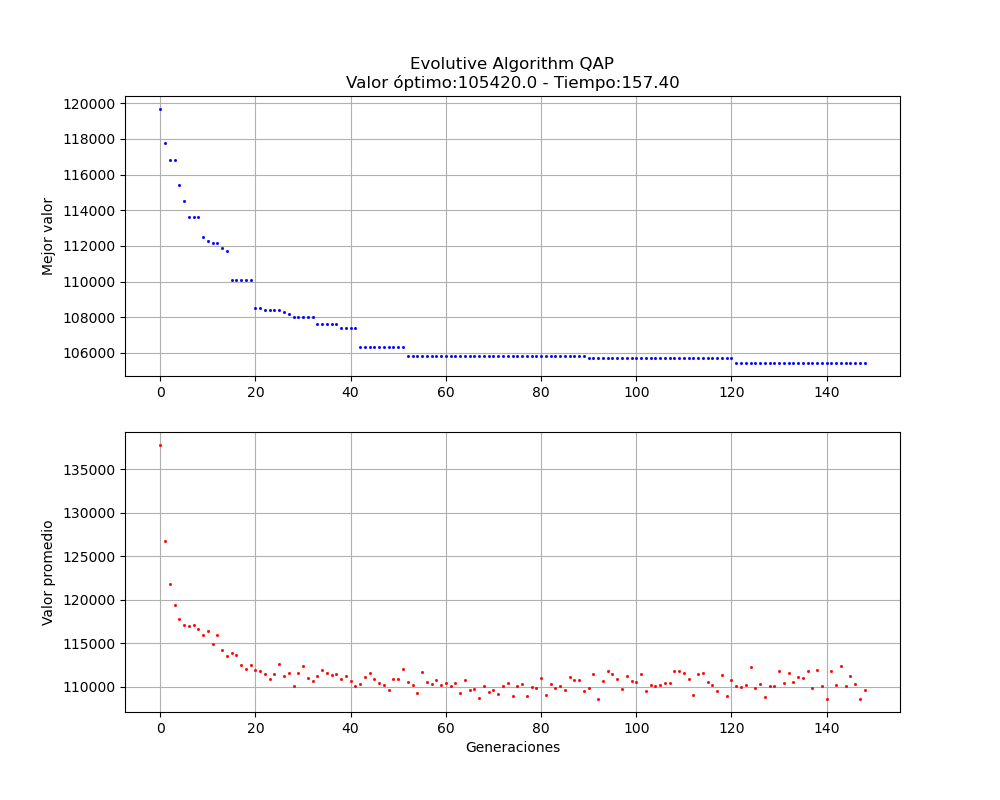 Evolutive Algorithm QAP
Valor óptimo:105420.0 - Tiempo:157.40
Mejor valor
120000
118000
116000
114000
112000
110000
108000
106000
0 20 40 60 80 100 120 140
Valor promedio
135000
130000
125000
120000
115000
110000
0 20 40 60 80 100 120 140
Generaciones